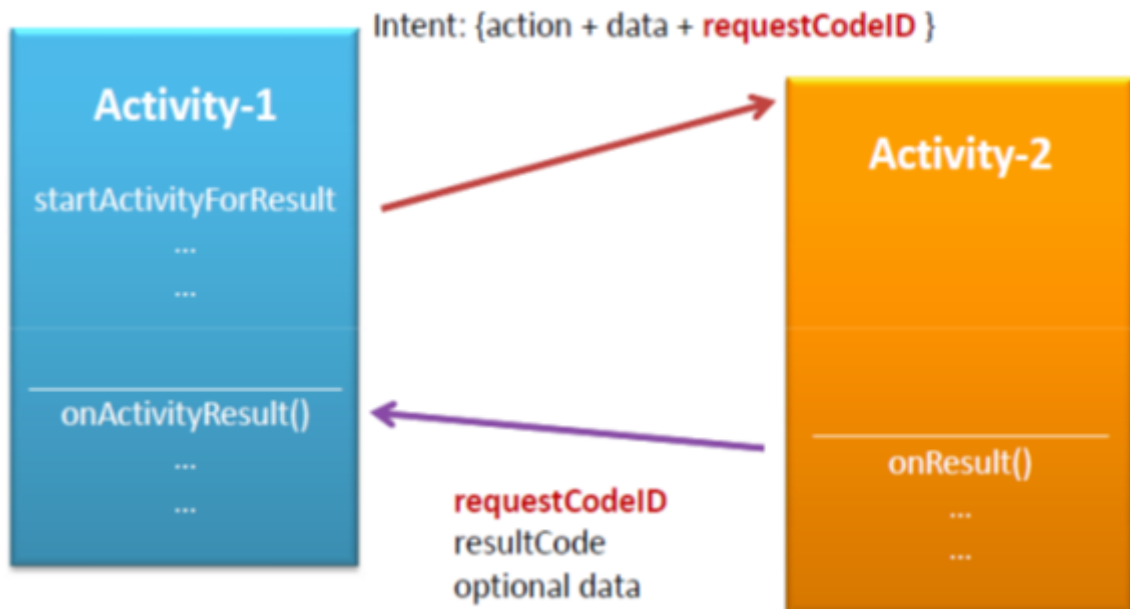 Intent: {action + data + requestCodeID }
Activity-1
startActivityForResult
...
...
onActivityResult()
...
...
Activity-2
onResult()
...
...
requestCodeID
resultCode
optional data